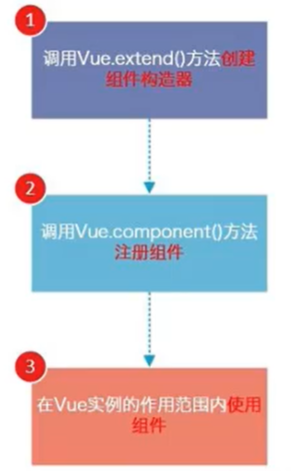 1
调用Vue.extend()方法创建
组件构造器
2
调用Vue.component()方法
注册组件
3
在Vue实例的作用范围内使用
组件